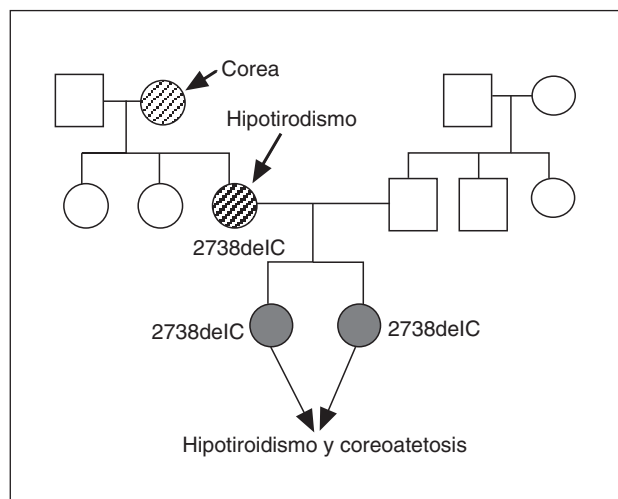 Corea
Hipotirodismo
2738delC
2738delC
2738delC
Hipotiroidismo y coreoatetosis